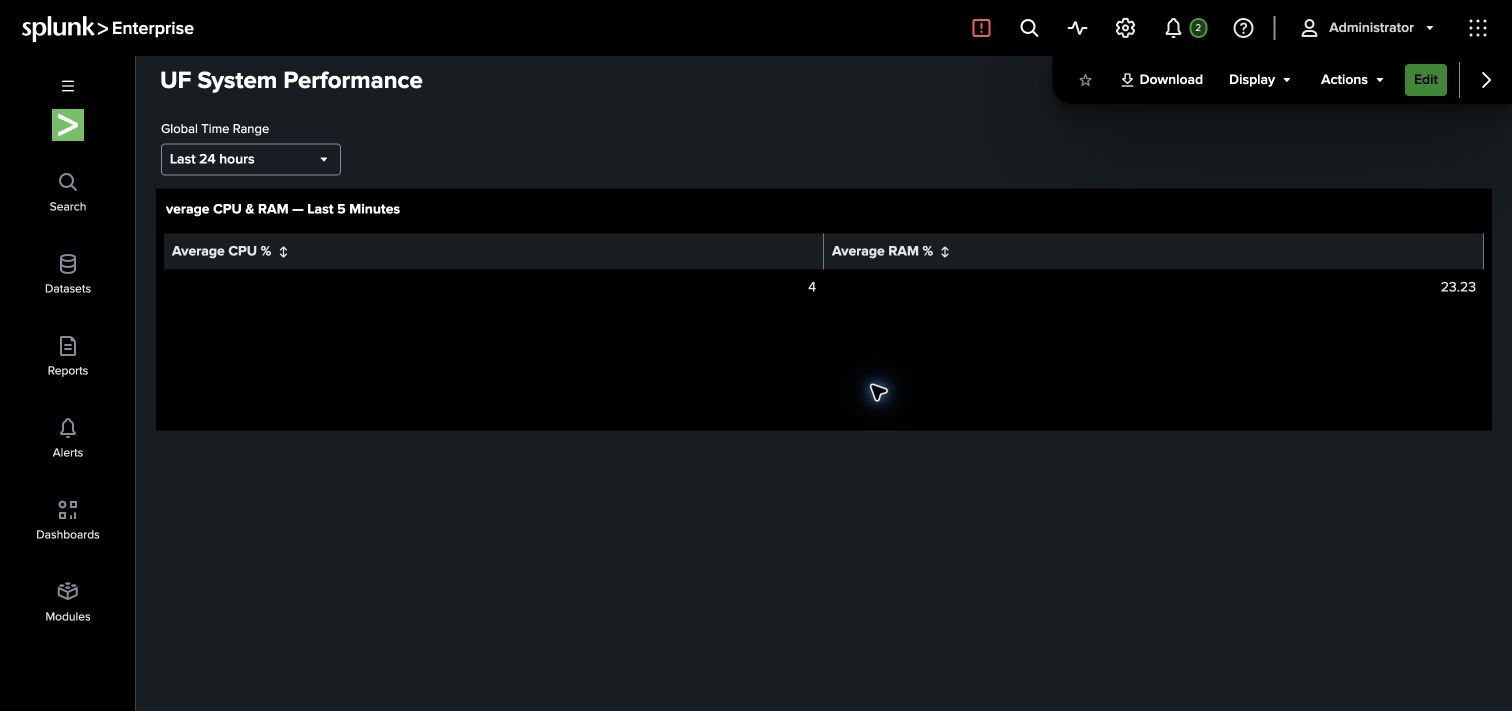 splunk>Enterprise
2
Administrator
UF System Performance
Download
Display
Actions
Edit
Global Time Range
Last 24 hours
Search
Datasets
Reports
Alerts
Dashboards
Modules
verage CPU & RAM — Last 5 Minutes
Average CPU %
Average RAM %
4
23.23